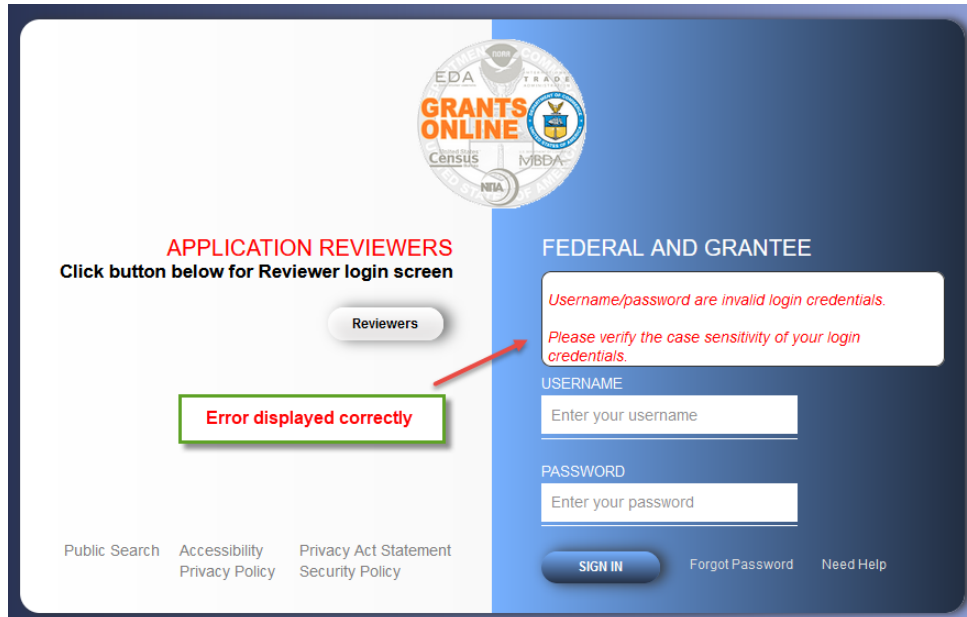 EDA
NOAA
TRADE
GRANTS
ONLINE
Census
MBDA
NTIA
APPLICATION REVIEWERS
Click button below for Reviewer login screen
Reviewers
Error displayed correctly
Public Search Accessibility Privacy Act Statement
Privacy Policy Security Policy
FEDERAL AND GRANTEE
Username/password are invalid login credentials.
Please verify the case sensitivity of your login
credentials.
USERNAME
Enter your username
PASSWORD
Enter your password
SIGN IN Forgot Password Need Help